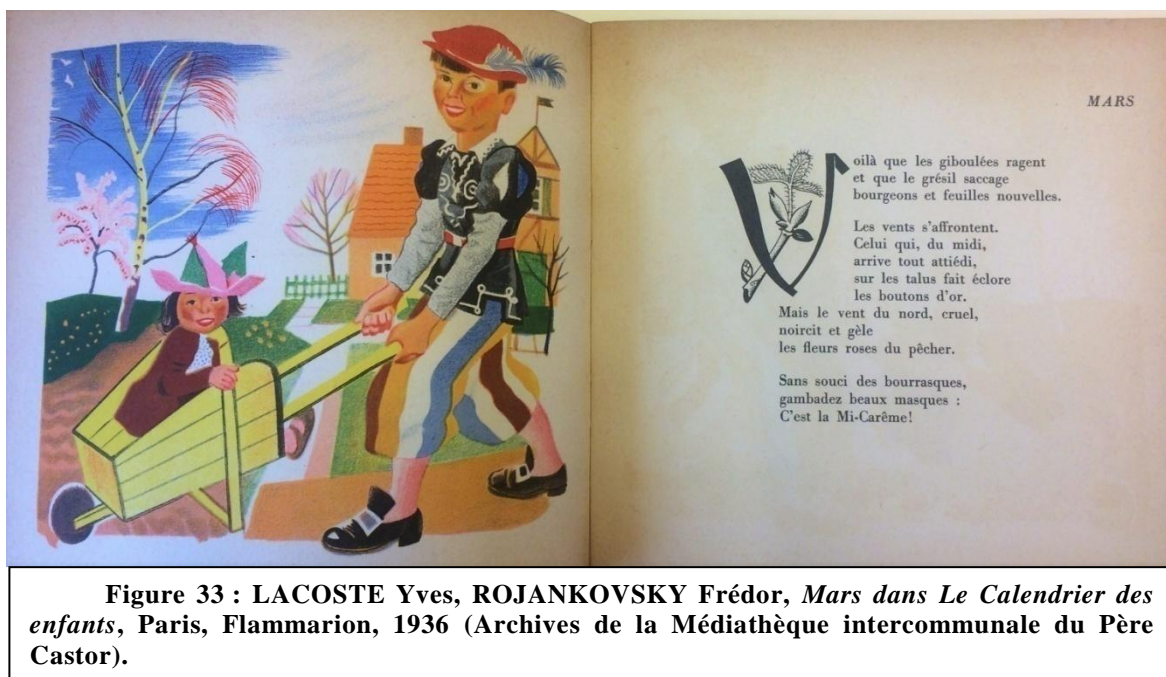 MARS
Voilà que les giboulées ragent
et que le grésil saccage
bourgeons et feuilles nouvelles.
Les vents s'affrontent.
Celui qui, du midi,
arrive tout attiédi,
sur les talus fait éclore
les boutons d'or.
Mais le vent du nord, cruel,
noircit et gèle
les fleurs roses du pêcher.
Sans souci des bourrasques,
gambadez beaux masques :
C'est la Mi-Carême!
Figure 33 : LACOSTE Yves, ROJANKOVSKY Frédor, Mars dans Le Calendrier des
enfants, Paris, Flammarion, 1936 (Archives de la Médiathèque intercommunale du Père
Castor).